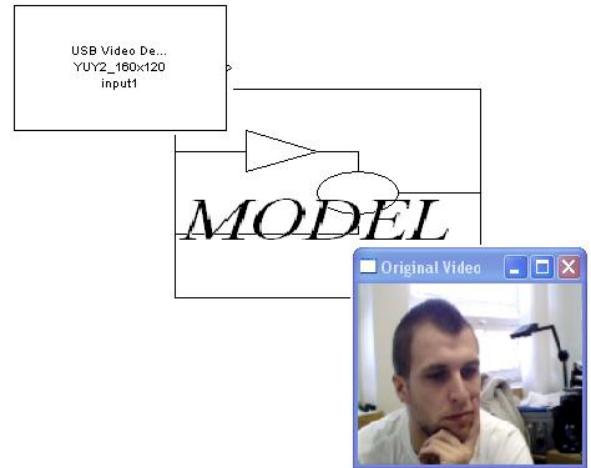 USB Video De...
YUY2_160x120
input1
MODEL
Original Video